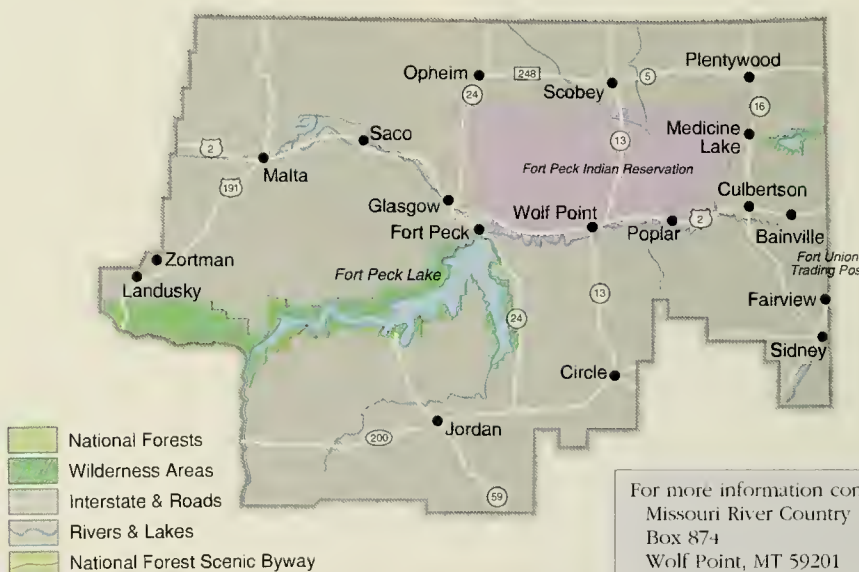 Opheim
248
24
Scobey
5
Plentywood
16
Saco
2
Malta
191
13
Medicine
Lake
Fort Peck Indian Reservation
Glasgow
Fort Peck
Wolf Point
Poplar
2
Culbertson
Bainville
Fort Union
Zortman
Landusky
Fort Peck Lake
Trading
Fairview
13
24
Sidney
Circle
Jordan
200
59
National Forests
Wilderness Areas
Interstate & Roads
Rivers & Lakes
National Forest Scenic Byway
For more information
Missouri River Country
Box 874
Wolf Point, MT 59201